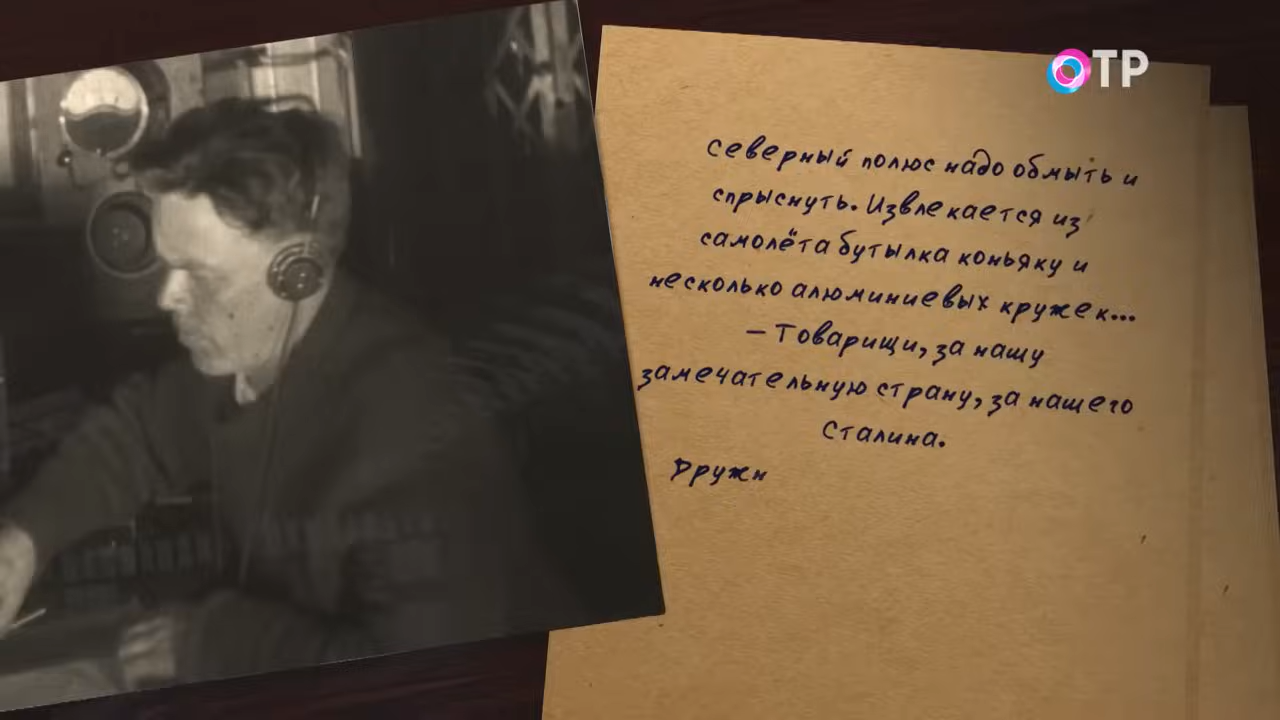 ОТР
северный полюс надо обмыть и
спрыснуть. Извлекается из
самолёта бутылка коньяку и
несколько алюминиевых кружек...
– Товарищи, за нашу
замечательную страну, за нашего
Сталина.
Дружн